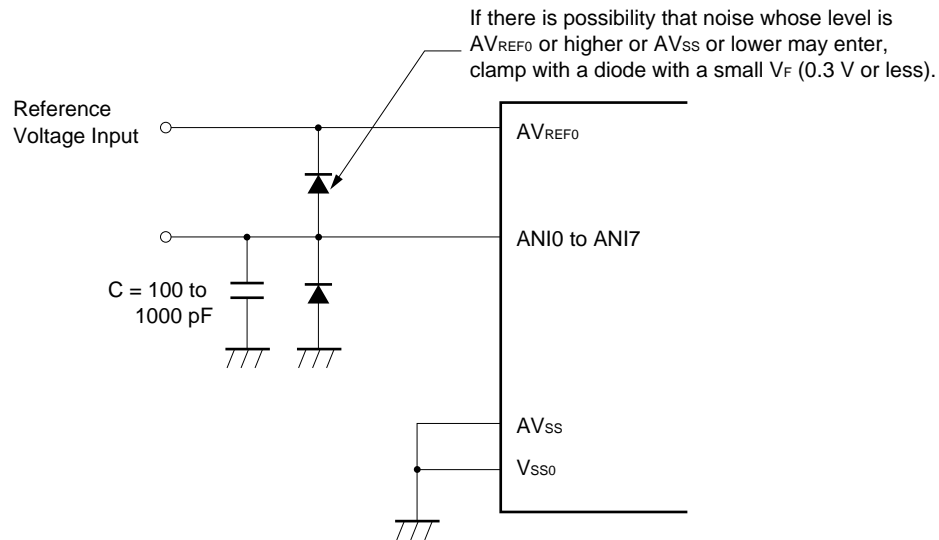 If there is possibility that noise whose level is
AVREF0 or higher or AVSS or lower may enter,
clamp with a diode with a small VF (0.3 V or less).
Reference
Voltage Input
AVREF0
ANI0 to ANI7
C = 100 to
1000 pF
AVSS
VSS0